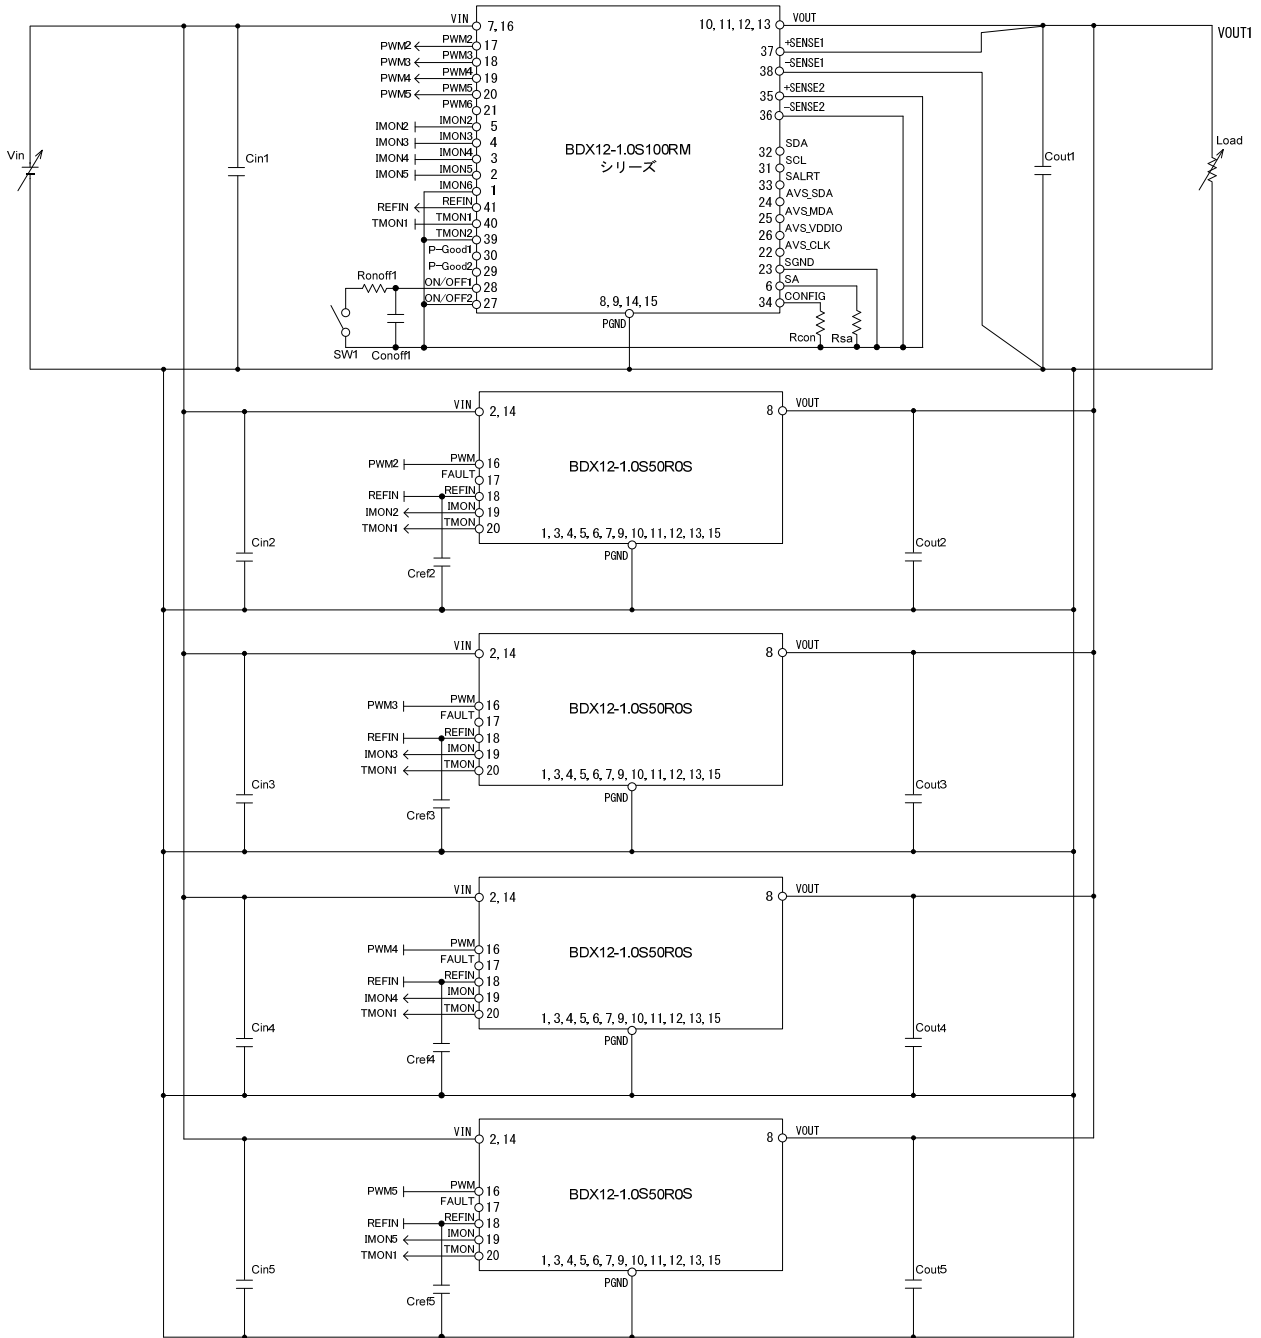 VIN
7,16
10,11,12,13
VOUT
VOUT1
PWM2
PWM2
17
PWM3
PWM3
18
PWM4
PWM4
19
PWM5
PWM5
20
PWM6
21
IMON2
IMON2
5
IMON3
IMON3
4
IMON4
IMON4
3
IMON5
IMON5
2
IMON6
1
REFIN
REFIN
41
TMON1
TMON1
40
TMON2
39
P-Good1
30
P-Good2
29
ON/OFF1
28
ON/OFF2
27
BDX12-1.0S100RM
シリーズ
8,9,14,15
PGND
37
+SENSE1
38
-SENSE1
35
+SENSE2
36
-SENSE2
32
SDA
31
SCL
33
SALRT
24
AVS_SDA
25
AVS_MDA
26
AVS_VDDIO
22
AVS_CLK
23
SGND
6
SA
34
CONFIG
Vin
Cin1
Ronoff1
SW1
Conoff1
Rcon
Rsa
Cout1
Load
VIN
2,14
8
VOUT
PWM2
PWM
16
FAULT
17
REFIN
REFIN
18
IMON2
IMON
19
TMON1
TMON
20
BDX12-1.0S50R0S
1,3,4,5,6,7,9,10,11,12,13,15
PGND
Cin2
Cref2
Cout2
VIN
2,14
8
VOUT
PWM3
PWM
16
FAULT
17
REFIN
REFIN
18
IMON3
IMON
19
TMON1
TMON
20
BDX12-1.0S50R0S
1,3,4,5,6,7,9,10,11,12,13,15
PGND
Cin3
Cref3
Cout3
VIN
2,14
8
VOUT
PWM4
PWM
16
FAULT
17
REFIN
REFIN
18
IMON4
IMON
19
TMON1
TMON
20
BDX12-1.0S50R0S
1,3,4,5,6,7,9,10,11,12,13,15
PGND
Cin4
Cref4
Cout4
VIN
2,14
8
VOUT
PWM5
PWM
16
FAULT
17
REFIN
REFIN
18
IMON5
IMON
19
TMON1
TMON
20
BDX12-1.0S50R0S
1,3,4,5,6,7,9,10,11,12,13,15
PGND
Cin5
Cref5
Cout5